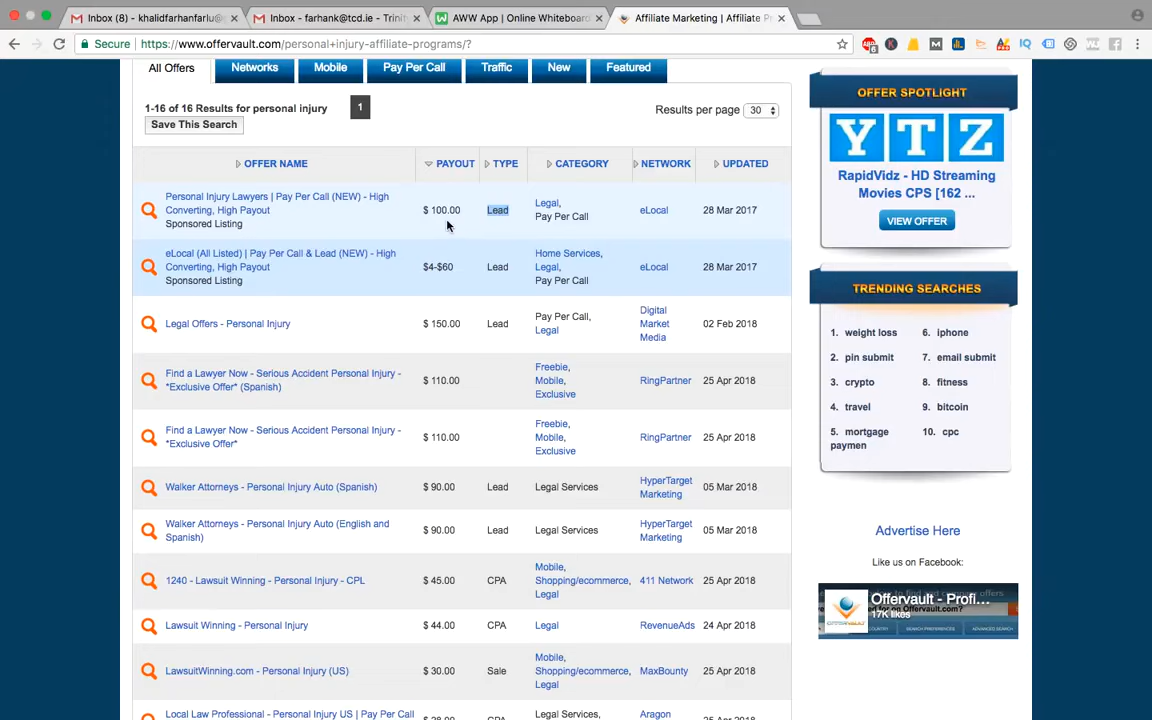 Inbox (8) - khalidfarhanfarlu@
Inbox - farhank@tcd.ie - Trinit
AWW App | Online Whiteboard
Affiliate Marketing | Affiliate P
Secure
https://www.offervault.com/personal+injury-affiliate-programs/?
All Offers
Networks
Mobile
Pay Per Call
Traffic
New
Featured
1-16 of 16 Results for personal injury
1
Results per page
30
Save This Search
OFFER NAME
PAYOUT
TYPE
CATEGORY
NETWORK
UPDATED
Personal Injury Lawyers | Pay Per Call (NEW) - High
Converting, High Payout
Sponsored Listing
$ 100.00
Lead
Legal,
Pay Per Call
eLocal
28 Mar 2017
eLocal (All Listed) | Pay Per Call & Lead (NEW) - High
Converting, High Payout
Sponsored Listing
$4-$60
Lead
Home Services,
Legal,
Pay Per Call
eLocal
28 Mar 2017
Legal Offers - Personal Injury
$ 150.00
Lead
Pay Per Call,
Legal
Digital
Market
Media
02 Feb 2018
Find a Lawyer Now - Serious Accident Personal Injury -
*Exclusive Offer* (Spanish)
$ 110.00
Freebie,
Mobile,
Exclusive
RingPartner
25 Apr 2018
Find a Lawyer Now - Serious Accident Personal Injury -
*Exclusive Offer*
$ 110.00
Freebie,
Mobile,
Exclusive
RingPartner
25 Apr 2018
Walker Attorneys - Personal Injury Auto (Spanish)
$ 90.00
Lead
Legal Services
HyperTarget
Marketing
05 Mar 2018
Walker Attorneys - Personal Injury Auto (English and
Spanish)
$ 90.00
Lead
Legal Services
HyperTarget
Marketing
05 Mar 2018
1240 - Lawsuit Winning - Personal Injury - CPL
$ 45.00
CPA
Mobile,
Shopping/ecommerce,
Legal
411 Network
25 Apr 2018
Lawsuit Winning - Personal Injury
$ 44.00
CPA
Legal
RevenueAds
24 Apr 2018
LawsuitWinning.com - Personal Injury (US)
$ 30.00
Sale
Mobile,
Shopping/ecommerce,
Legal
MaxBounty
25 Apr 2018
Local Law Professional - Personal Injury US | Pay Per Call
Legal Services,
Aragon
OFFER SPOTLIGHT
YTZ
RapidVidz - HD Streaming
Movies CPS [162 ...
VIEW OFFER
TRENDING SEARCHES
1. weight loss
2. pin submit
3. crypto
4. travel
5. mortgage
paymen
6. iphone
7. email submit
8. fitness
9. bitcoin
10. cpc
Advertise Here
Like us on Facebook:
Offervault - Profi...
17K likes